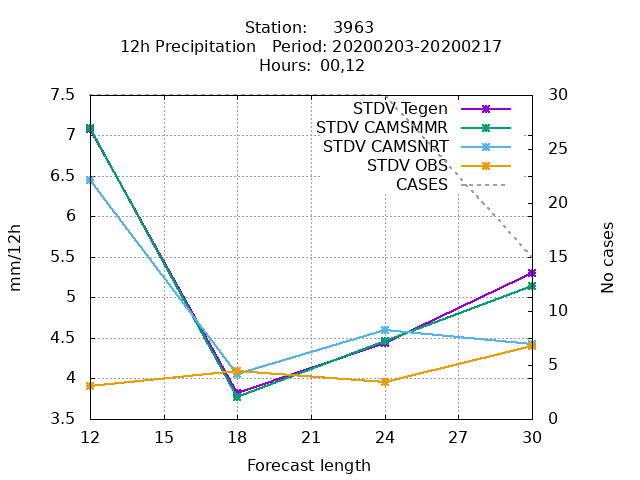 Station: 3963
12h Precipitation Period: 20200203-20200217
Hours: 00,12
7.5
7
6.5
6
5.5
5
4.5
4
3.5
mm/12h
STDV Tegen
STDV CAMSMMR
STDV CAMSNRT
STDV OBS
CASES
30
25
20
15
10
5
0
No cases
12 15 18 21 24 27 30
Forecast length